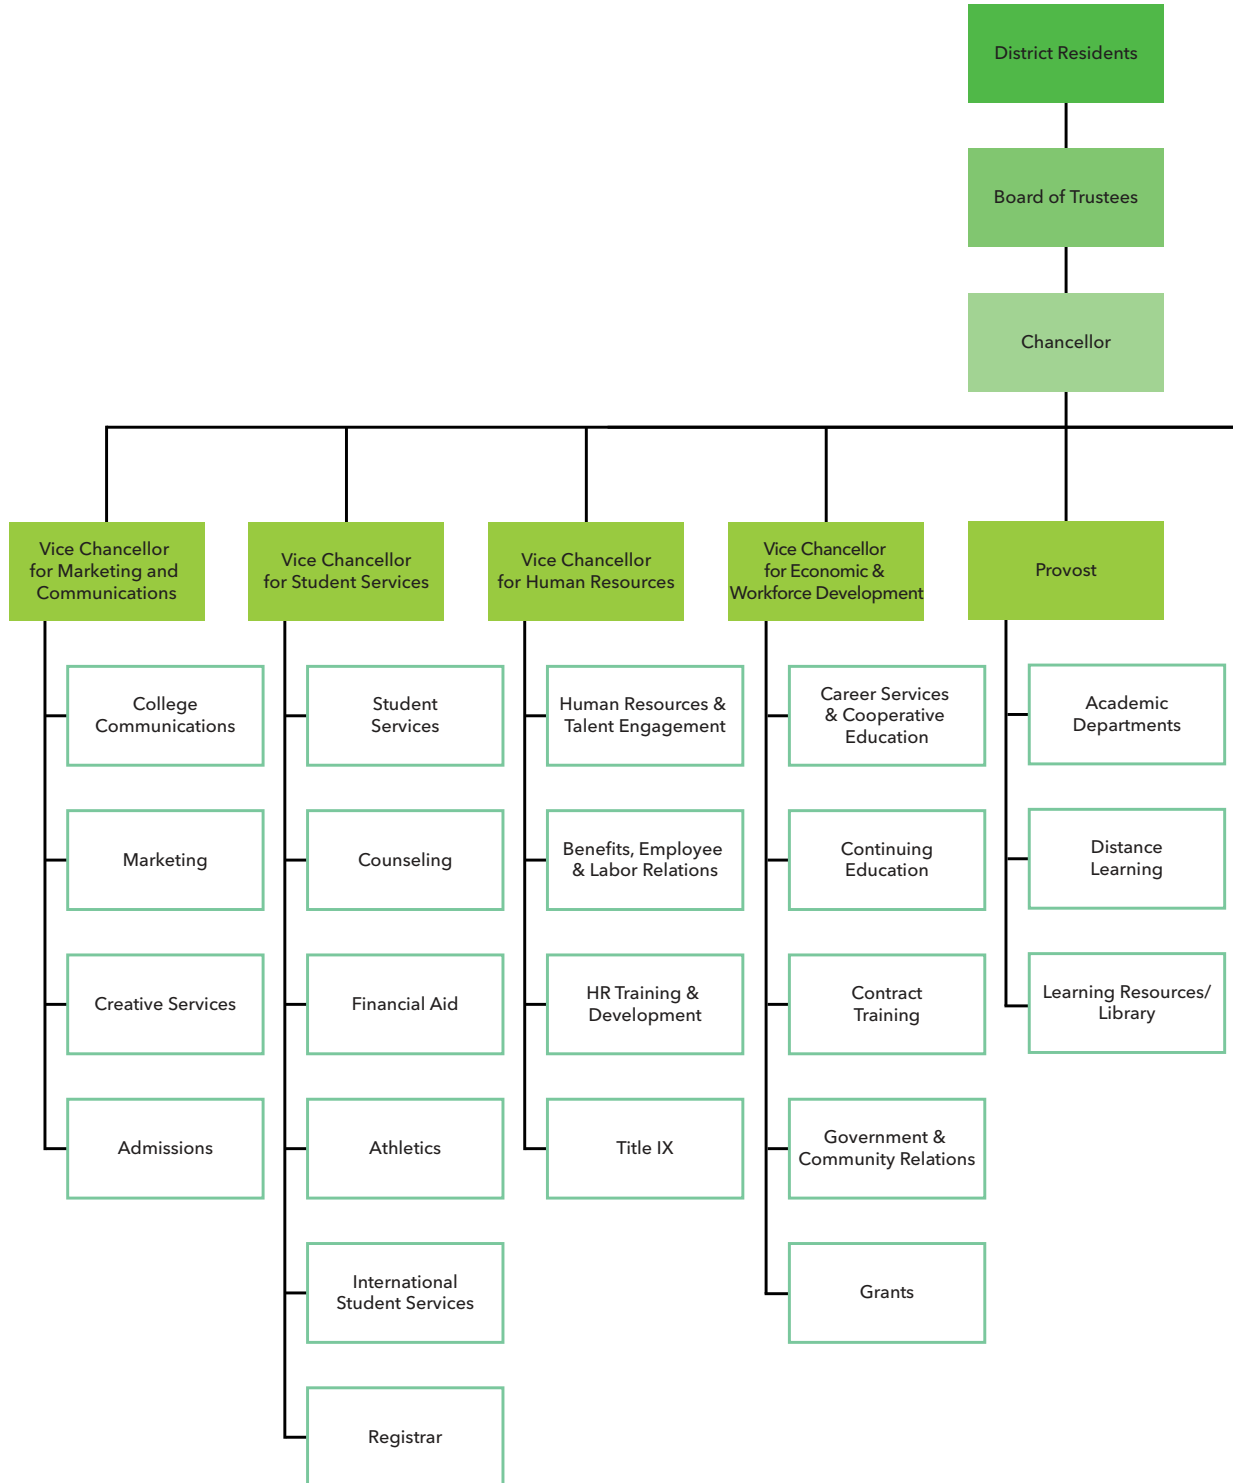 District Residents
Board of Trustees
Chancellor
Vice Chancellor
for Marketing and
Communications
Vice Chancellor
for Student Services
Vice Chancellor
for Human Resources
Vice Chancellor
for Economic &
Workforce Development
Provost
College
Communications
Marketing
Creative Services
Admissions
Student
Services
Counseling
Financial Aid
Athletics
International
Student Services
Registrar
Human Resources &
Talent Engagement
Benefits, Employee
& Labor Relations
HR Training &
Development
Title IX
Career Services
& Cooperative
Education
Continuing
Education
Contract
Training
Government &
Community Relations
Grants
Academic
Departments
Distance
Learning
Learning Resources/
Library